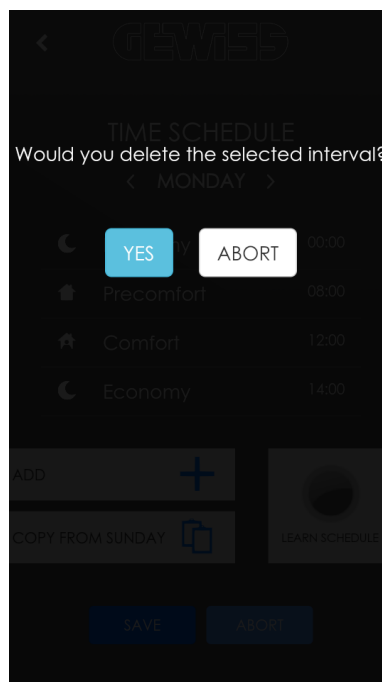 GEWISS
TIME SCHEDULE
Would you delete the selected interval?
< MONDAY >
YES
ABORT
00:00
Precomfort 08:00
Comfort 12:00
Economy 14:00
ADD
COPY FROM SUNDAY
LEARN SCHEDULE
SAVE ABORT